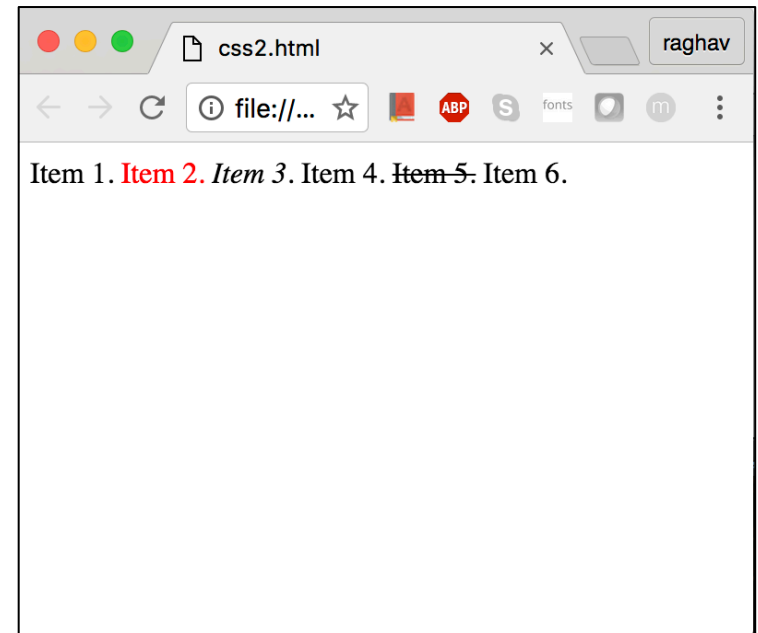 css2.html
raghav
file://...
A ABP S fonts m
Item 1. Item 2. Item 3. Item 4. Item 5. Item 6.